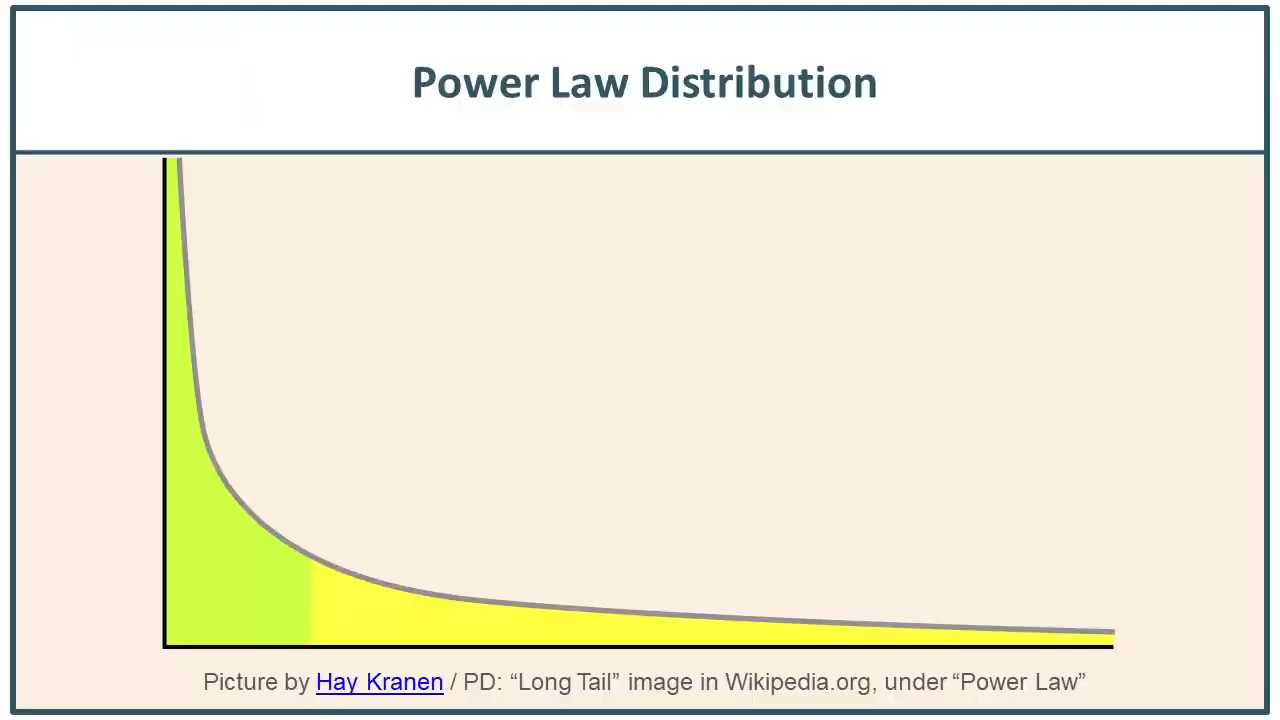 Power Law Distribution
Picture by Hay Kranen / PD: “Long Tail” image in Wikipedia.org, under “Power Law”